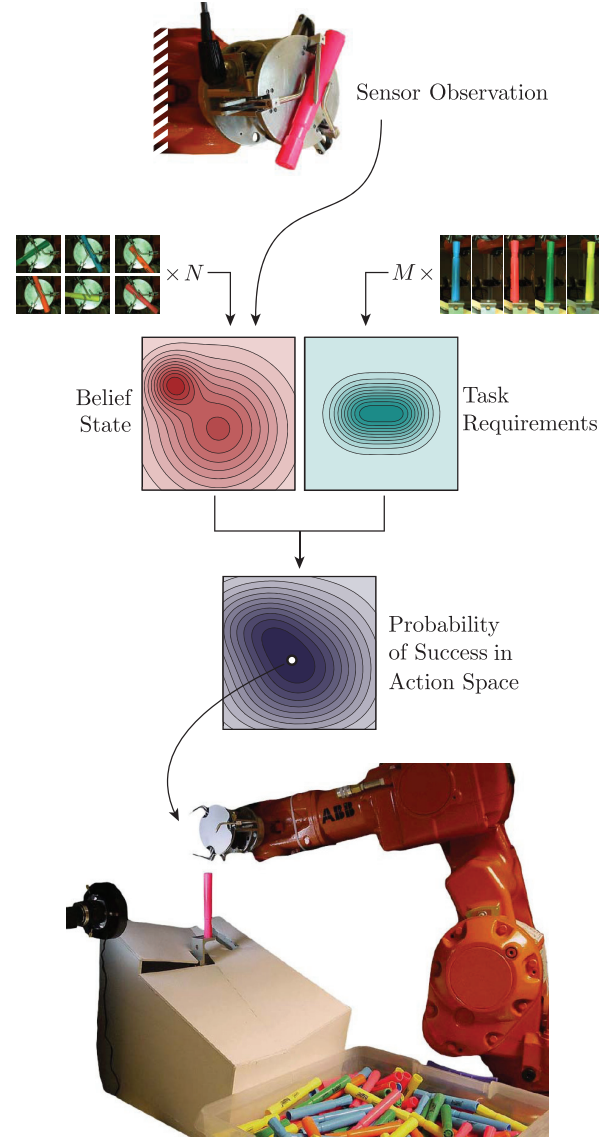 Sensor Observation
× N
M ×
Belief
State
Task
Requirements
Probability
of Success in
Action Space
ABB